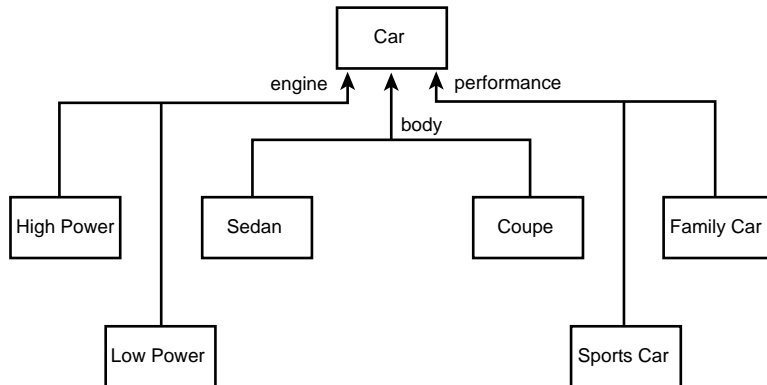 Car
engine
performance
body
High Power
Sedan
Coupe
Family Car
Low Power
Sports Car